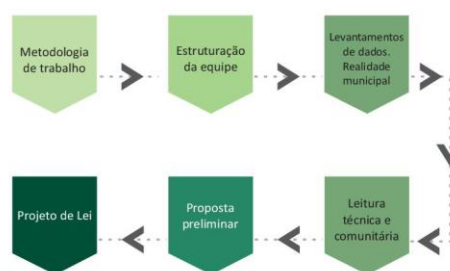 Metodologia
de trabalho
Estruturação
da equipe
Levantamentos
de dados.
Realidade
municipal
Leitura
técnica e
comunitária
Proposta
preliminar
Projeto de Lei